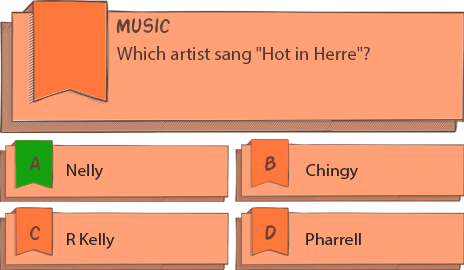 MUSIC
Which artist sang "Hot in Herre"?
A Nelly
B Chingy
C R Kelly
D Pharrell